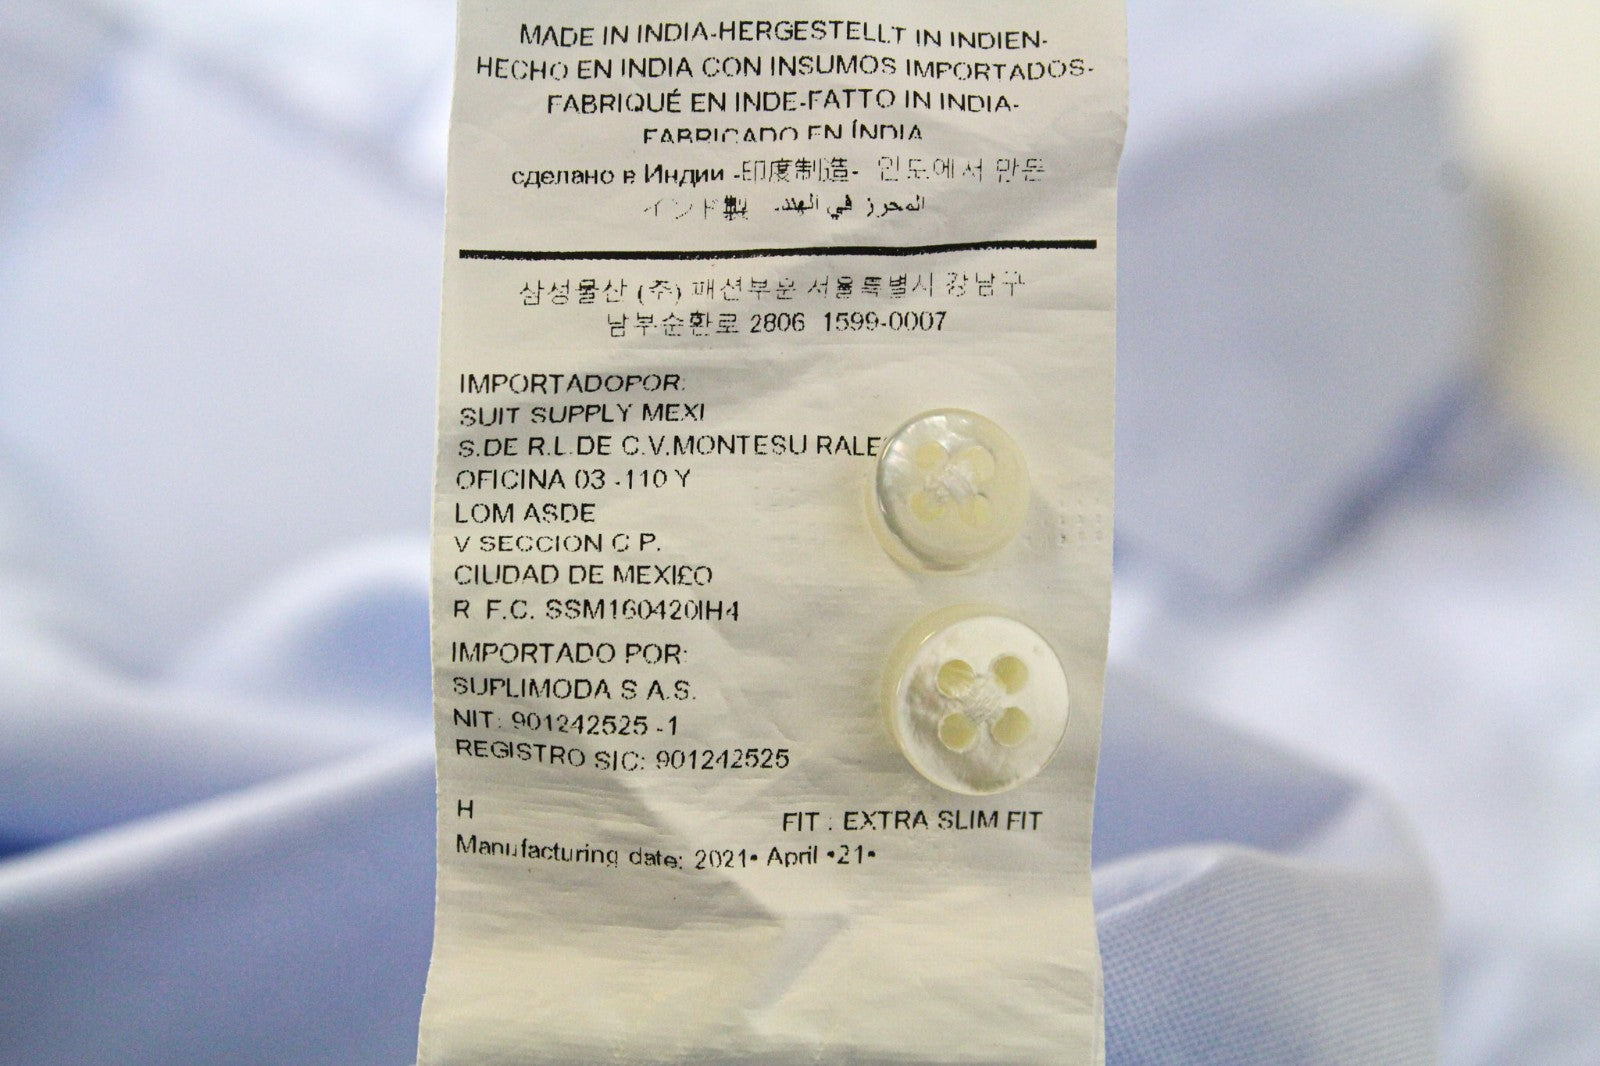 MADE IN INDIA-HERGESTELLT IN INDIEN-
HECHO EN INDIA CON INSUMOS IMPORTADOS-
FABRIQUÉ EN INDE-FATTO IN INDIA-
FABRICADO EN ÍNDIA
сделано в Индии -印度制造- 인도에서 만든
インド製 المحرز في الهند.
삼성물산 (주) 패션부문 서울특별시 강남구
남부순환로 2806 1599-0007
IMPORTADOPOR:
SUIT SUPPLY MEXI
S.DE R.L.DE C.V.MONTESU RALE
OFICINA 03 -110 Y
LOM ASDE
V SECCION C P.
CIUDAD DE MEXICO
R F.C. SSM160420IH4
IMPORTADO POR:
SUPLIMODA S A.S.
NIT: 901242525 -1
REGISTRO SIC: 901242525
H
FIT : EXTRA SLIM FIT
Manufacturing date: 2021• April •21•